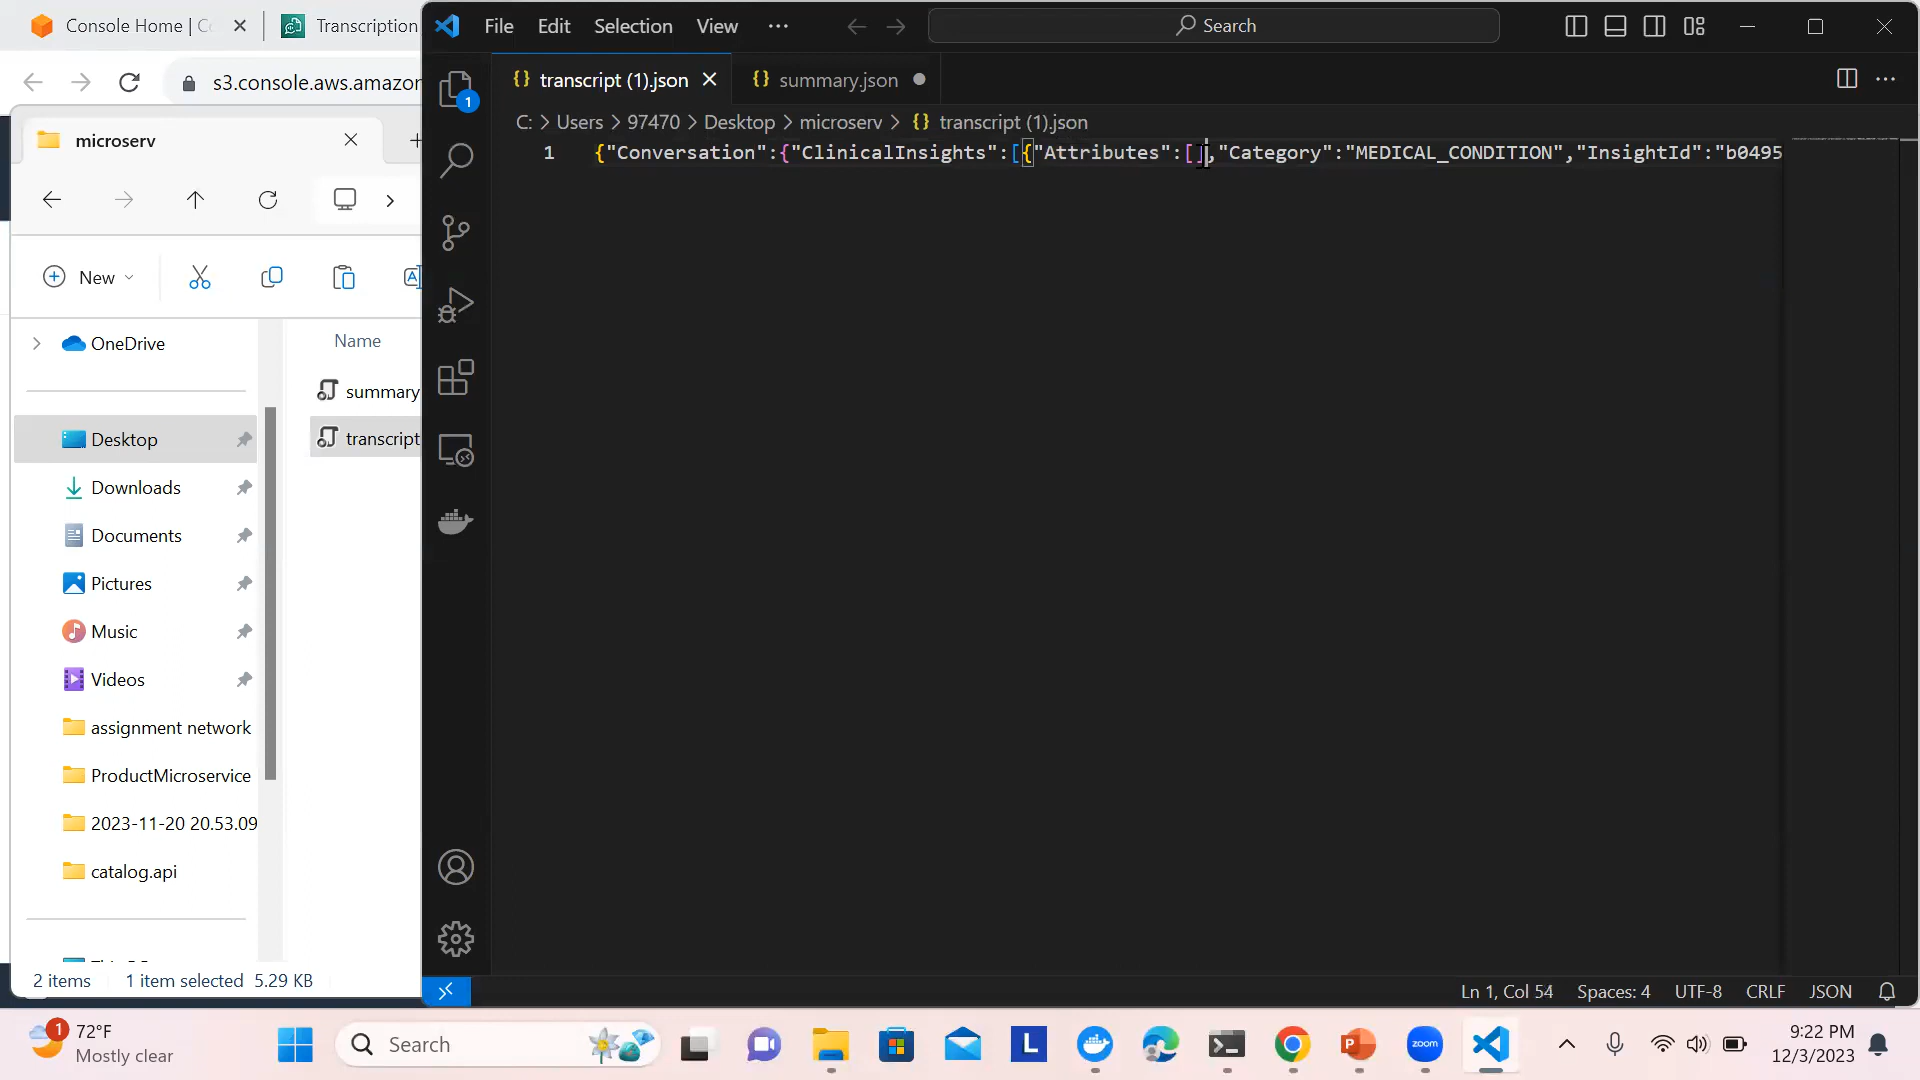 Console Home | Co
Transcription
s3.console.aws.amazon
microserv
New
OneDrive
Desktop
Downloads
Documents
Pictures
Music
Videos
assignment network
ProductMicroservice
2023-11-20 20.53.09
catalog.api
Name
summary
transcript
2 items
1 item selected 5.29 KB
File Edit Selection View ···
Search
1
transcript (1).json
summary.json
C: > Users > 97470 > Desktop > microserv > {} transcript (1).json
1 {"Conversation":{"ClinicalInsights":[{"Attributes":[],"Category":"MEDICAL_CONDITION","InsightId":"b0495
Ln 1, Col 54 Spaces: 4 UTF-8 CRLF JSON
1
72°F
Mostly clear
Search
L
zoom
9:22 PM
12/3/2023